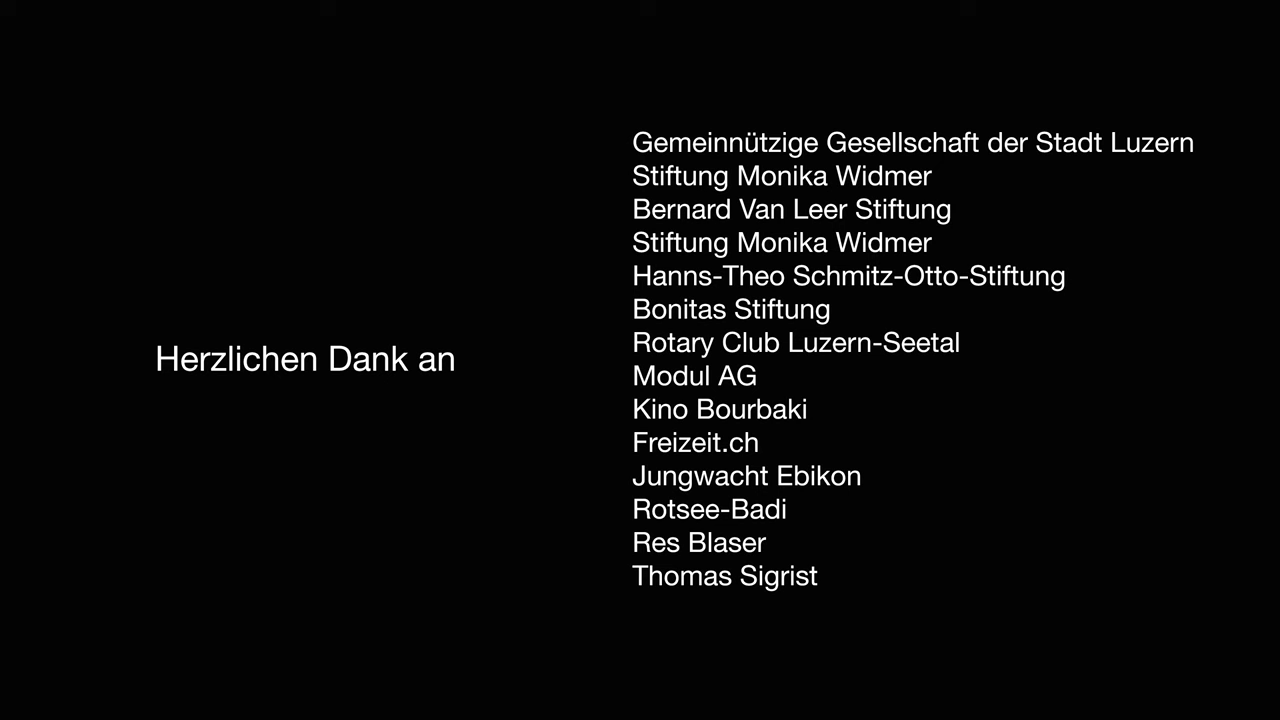 Herzlichen Dank an
Gemeinnützige Gesellschaft der Stadt Luzern
Stiftung Monika Widmer
Bernard Van Leer Stiftung
Stiftung Monika Widmer
Hanns-Theo Schmitz-Otto-Stiftung
Bonitas Stiftung
Rotary Club Luzern-Seetal
Modul AG
Kino Bourbaki
Freizeit.ch
Jungwacht Ebikon
Rotsee-Badi
Res Blaser
Thomas Sigrist